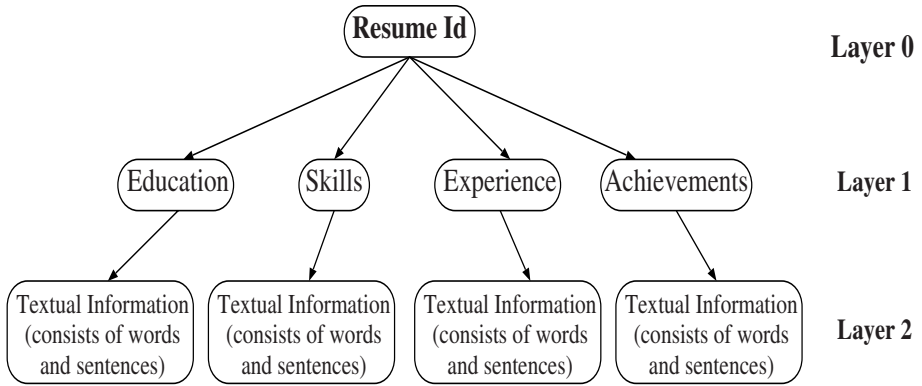 Resume Id
Layer 0
Education
Skills
Experience
Achievements
Layer 1
Textual Information
(consists of words
and sentences)
Textual Information
(consists of words
and sentences)
Textual Information
(consists of words
and sentences)
Textual Information
(consists of words
and sentences)
Layer 2